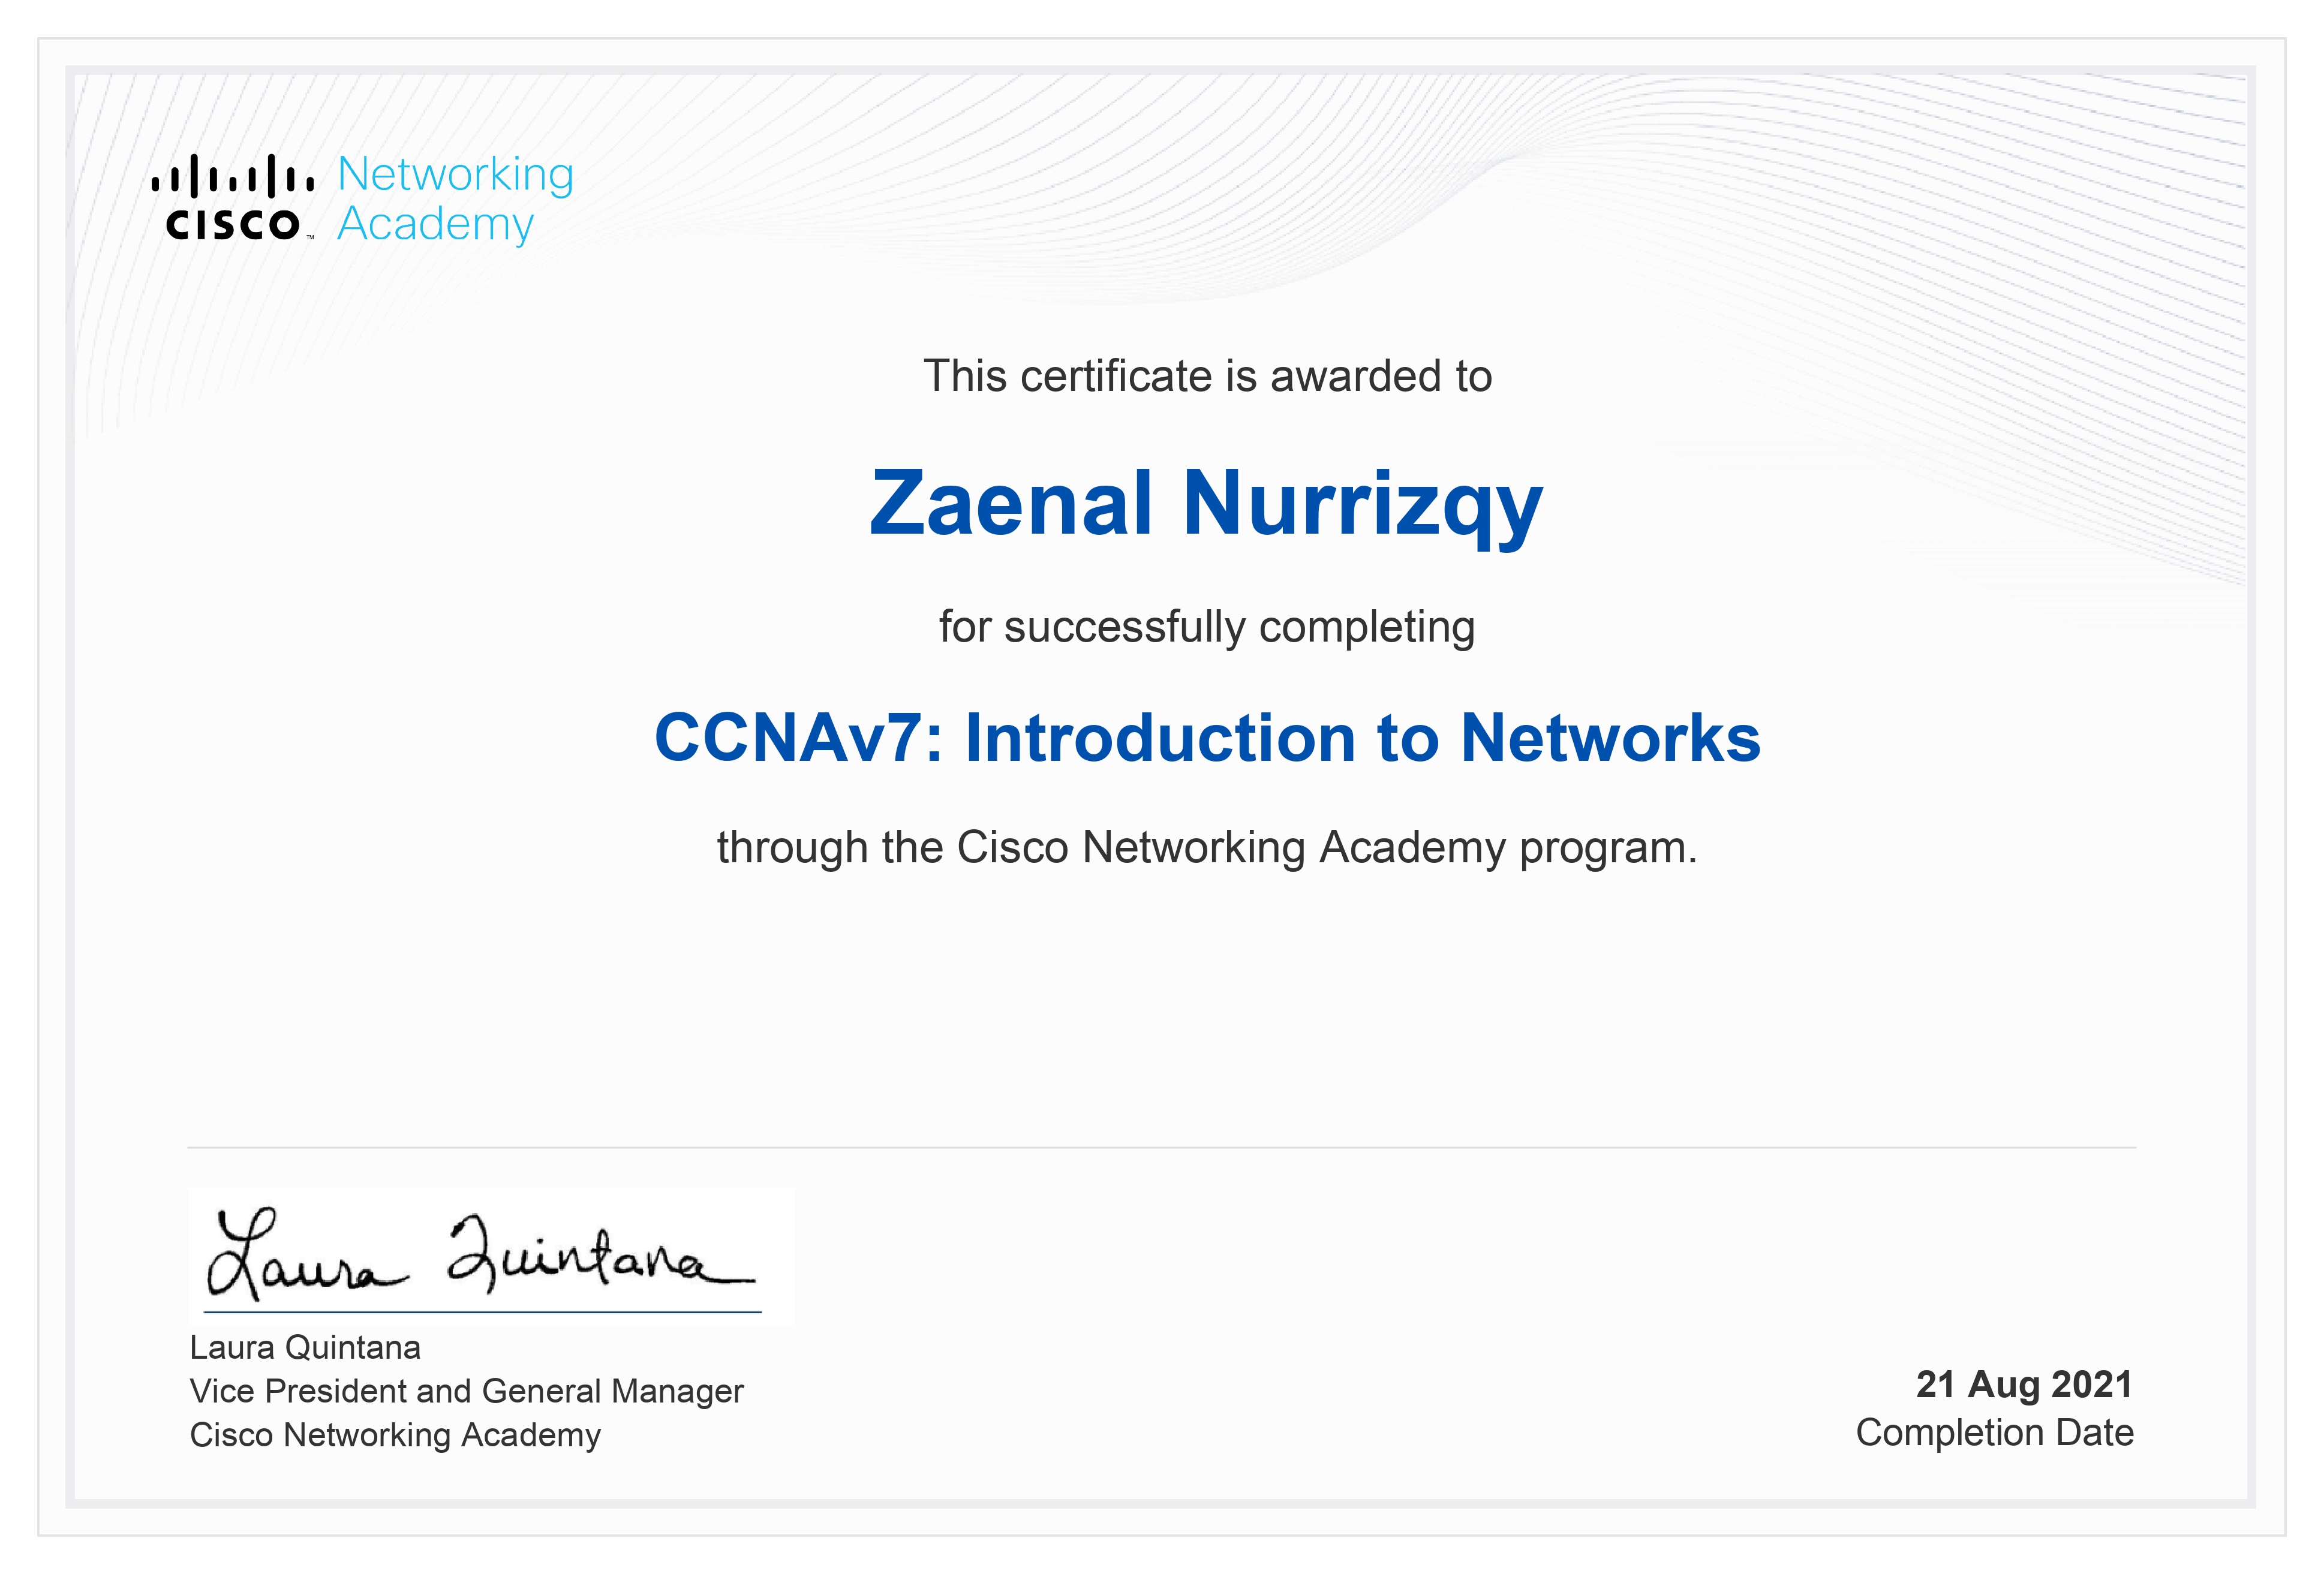 CISCO™ Networking
Academy
This certificate is awarded to
Zaenal Nurrizqy
for successfully completing
CCNAv7: Introduction to Networks
through the Cisco Networking Academy program.
Laura Quintana
Laura Quintana
Vice President and General Manager
Cisco Networking Academy
21 Aug 2021
Completion Date